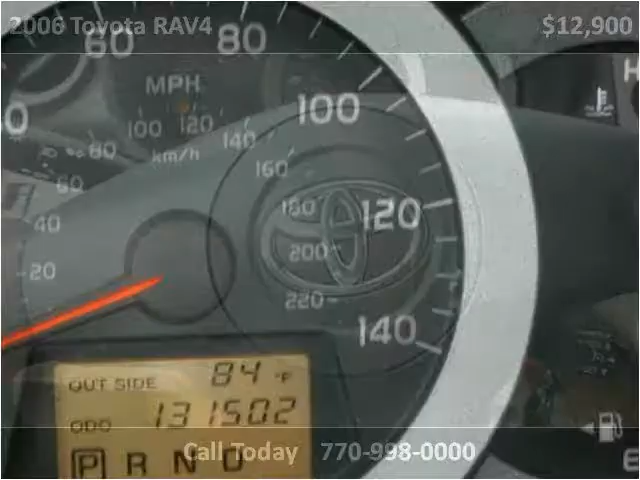 2006 Toyota RAV4 $12,900
60 80
MPH
100
100 120
140
80 km/h
160
60
180 120
40
200
20
220
140
OUT SIDE 84 °F
ODO 131502
P R N D
Call Today 770-998-0000
H
E